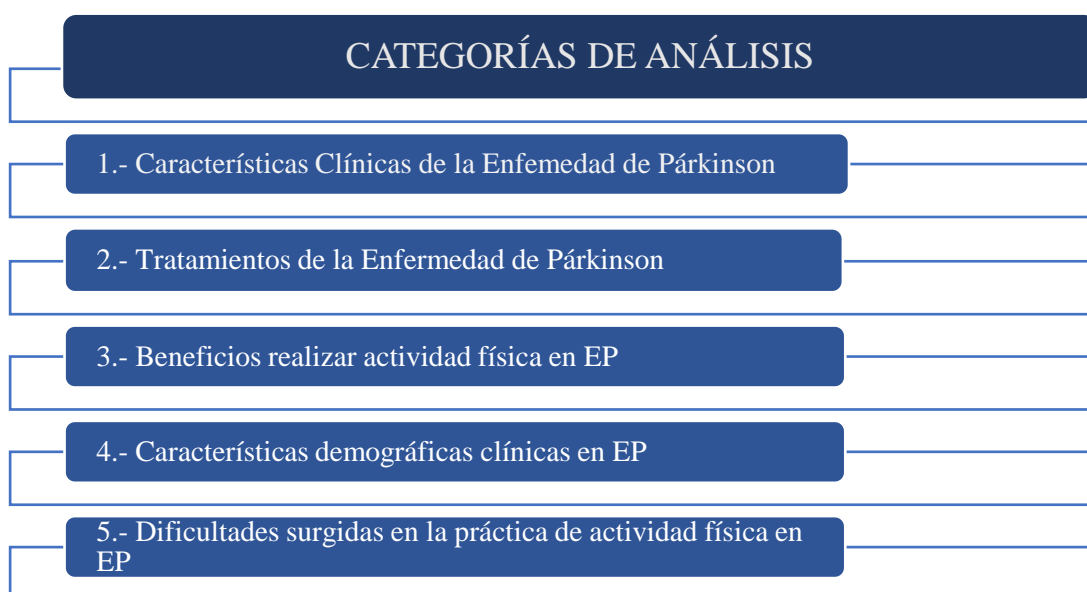 CATEGORÍAS DE ANÁLISIS
1.- Características Clínicas de la Enfemedad de Párkinson
2.- Tratamientos de la Enfermedad de Párkinson
3.- Beneficios realizar actividad física en EP
4.- Características demográficas clínicas en EP
5.- Dificultades surgidas en la práctica de actividad física en
EP